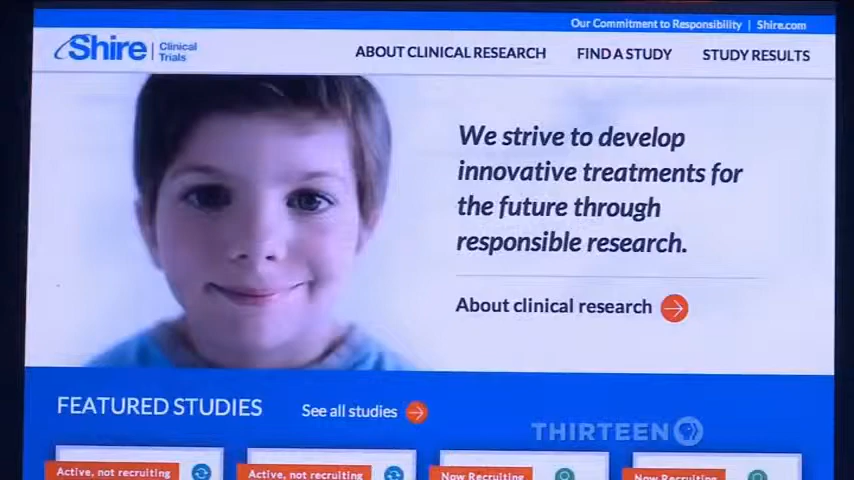 Our Commitment to Responsibility | Shire.com
Shire | Clinical Trials
ABOUT CLINICAL RESEARCH FIND A STUDY STUDY RESULTS
We strive to develop
innovative treatments for
the future through
responsible research.
About clinical research
FEATURED STUDIES See all studies
THIRTEEN PBS
Active, not recruiting Active, not recruiting Now Recruiting Now Recruiting